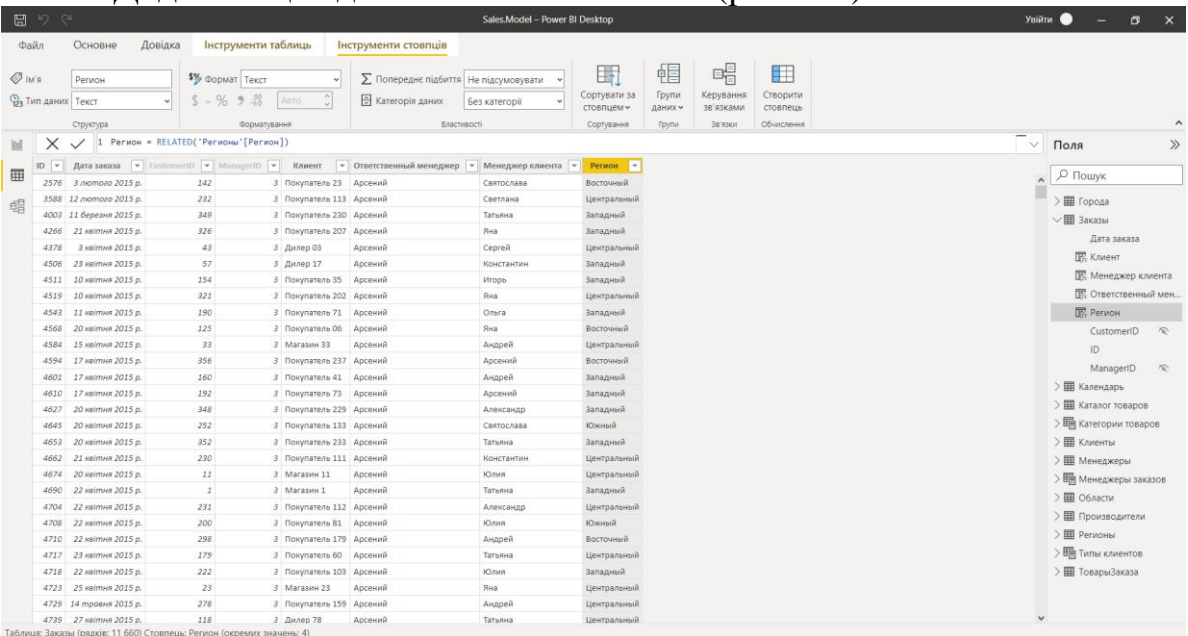 Sales.Model – Power BI Desktop
Увійти
Файл Основне Довідка Інструменти таблиць Інструменти стовпців
Ім'я Регион Формат Текст Попереднє підбиття Не підсумовувати
Тип даних Текст $ % 9 Авто Категорія даних Без категорії
Сортувати за стовпцем Групи даних Керування зв'язками Створити стовпець
Структура Форматування Властивості Сортування Групи Зв'язки Обчислення
1 Регион = RELATED('Регионы'[Регион])
ID Дата заказа CustomerID ManagerID Клиент Ответственный менеджер Менеджер клиента Регион
2576 3 лютого 2015 р. 142 3 Покупатель 23 Арсений Святослава Восточный
3588 12 лютого 2015 р. 232 3 Покупатель 113 Арсений Светлана Центральный
4003 11 березня 2015 р. 349 3 Покупатель 230 Арсений Татьяна Западный
4266 21 квітня 2015 р. 326 3 Покупатель 207 Арсений Яна Западный
4378 3 квітня 2015 р. 43 3 Дилер 03 Арсений Сергей Центральный
4506 23 квітня 2015 р. 57 3 Дилер 17 Арсений Константин Западный
4511 10 квітня 2015 р. 154 3 Покупатель 35 Арсений Игорь Западный
4519 10 квітня 2015 р. 321 3 Покупатель 202 Арсений Яна Центральный
4543 11 квітня 2015 р. 190 3 Покупатель 71 Арсений Ольга Западный
4568 20 квітня 2015 р. 125 3 Покупатель 06 Арсений Яна Восточный
4584 15 квітня 2015 р. 33 3 Магазин 33 Арсений Андрей Центральный
4594 17 квітня 2015 р. 356 3 Покупатель 237 Арсений Арсений Восточный
4601 17 квітня 2015 р. 160 3 Покупатель 41 Арсений Андрей Западный
4610 17 квітня 2015 р. 192 3 Покупатель 73 Арсений Арсений Западный
4627 20 квітня 2015 р. 348 3 Покупатель 229 Арсений Александр Западный
4645 20 квітня 2015 р. 252 3 Покупатель 133 Арсений Святослава Южный
4653 20 квітня 2015 р. 352 3 Покупатель 233 Арсений Татьяна Западный
4662 21 квітня 2015 р. 230 3 Покупатель 111 Арсений Константин Центральный
4674 20 квітня 2015 р. 11 3 Магазин 11 Арсений Юлия Центральный
4690 22 квітня 2015 р. 1 3 Магазин 1 Арсений Татьяна Западный
4704 22 квітня 2015 р. 231 3 Покупатель 112 Арсений Александр Центральный
4708 22 квітня 2015 р. 200 3 Покупатель 81 Арсений Юлия Южный
4710 22 квітня 2015 р. 298 3 Покупатель 179 Арсений Андрей Восточный
4717 23 квітня 2015 р. 179 3 Покупатель 60 Арсений Татьяна Центральный
4718 22 квітня 2015 р. 222 3 Покупатель 103 Арсений Юлия Западный
4723 25 квітня 2015 р. 23 3 Магазин 23 Арсений Яна Центральный
4729 14 травня 2015 р. 278 3 Покупатель 159 Арсений Андрей Центральный
4739 27 квітня 2015 р. 118 3 Дилер 78 Арсений Татьяна Центральный
Таблиця: Заказы (рядків: 11 660) Стовпець: Регион (окремих значень: 4)
Поля
Пошук
Города
Заказы
Дата заказа
Клиент
Менеджер клиента
Ответственный мен...
Регион
CustomerID
ID
ManagerID
Календарь
Каталог товаров
Категории товаров
Клиенты
Менеджеры
Менеджеры заказов
Области
Производители
Регионы
Типы клиентов
ТоварыЗаказа